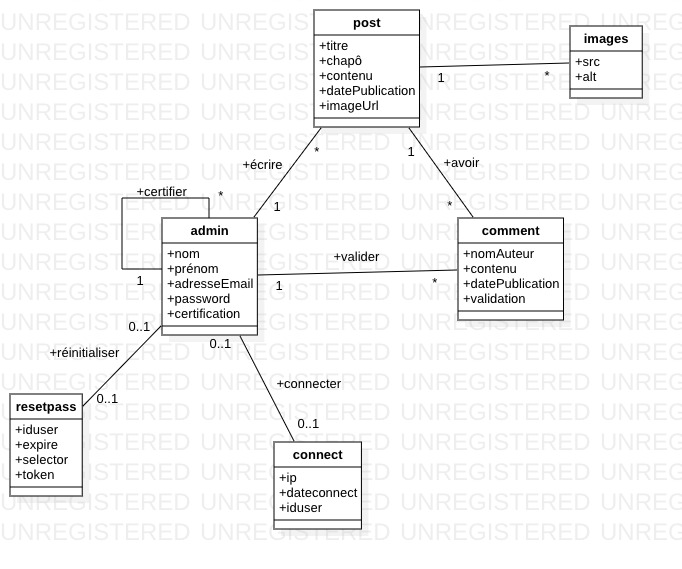 post
+titre
+chapô
+contenu
+datePublication
+imageUrl
images
+src
+alt
1
*
+écrire
*
1
1
+avoir
*
+certifier
*
1
admin
+nom
+prénom
+adresseEmail
+password
+certification
+valider
1
*
comment
+nomAuteur
+contenu
+datePublication
+validation
0..1
+réinitialiser
0..1
0..1
+connecter
0..1
resetpass
+iduser
+expire
+selector
+token
connect
+ip
+dateconnect
+iduser
UNREGISTERED